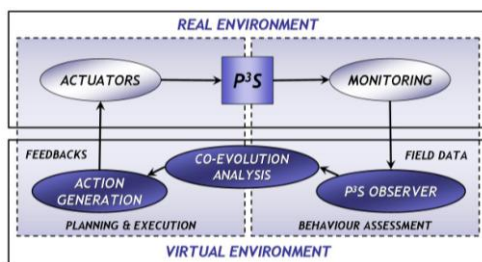 REAL ENVIRONMENT
ACTUATORS
P³S
MONITORING
FEEDBACKS
FIELD DATA
CO-EVOLUTION
ANALYSIS
ACTION
GENERATION
P³S OBSERVER
PLANNING & EXECUTION
BEHAVIOUR ASSESSMENT
VIRTUAL ENVIRONMENT